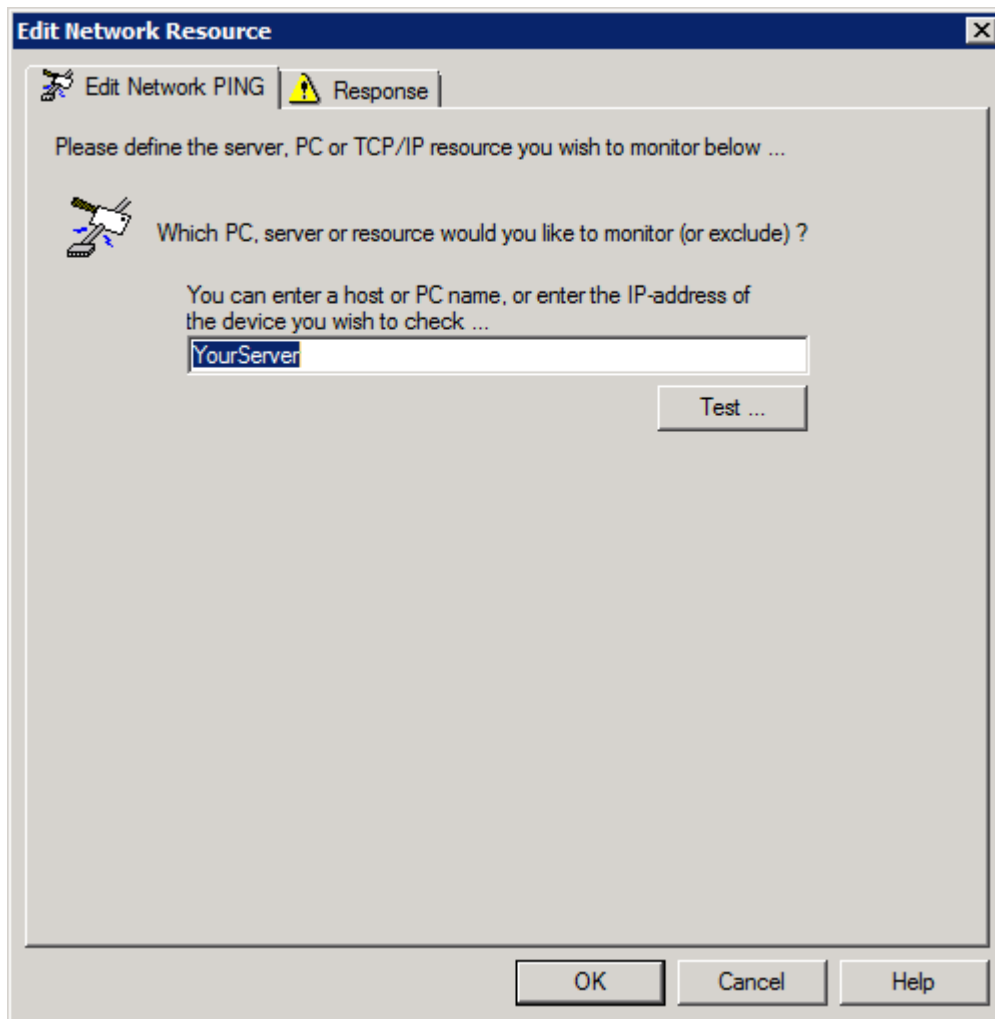 Edit Network Resource
Edit Network PING
Response
Please define the server, PC or TCP/IP resource you wish to monitor below ...
Which PC, server or resource would you like to monitor (or exclude) ?
You can enter a host or PC name, or enter the IP-address of
the device you wish to check ...
YourServer
Test ...
OK
Cancel
Help